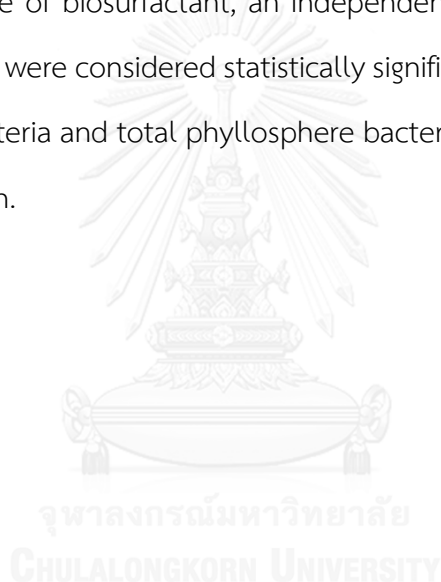 e of biosurfactant, an independen
were considered statistically signifi
teria and total phyllosphere bacter
n.
จุฬาลงกรณ์มหาวิทยาลัย
CHULALONGKORN UNIVERSITY